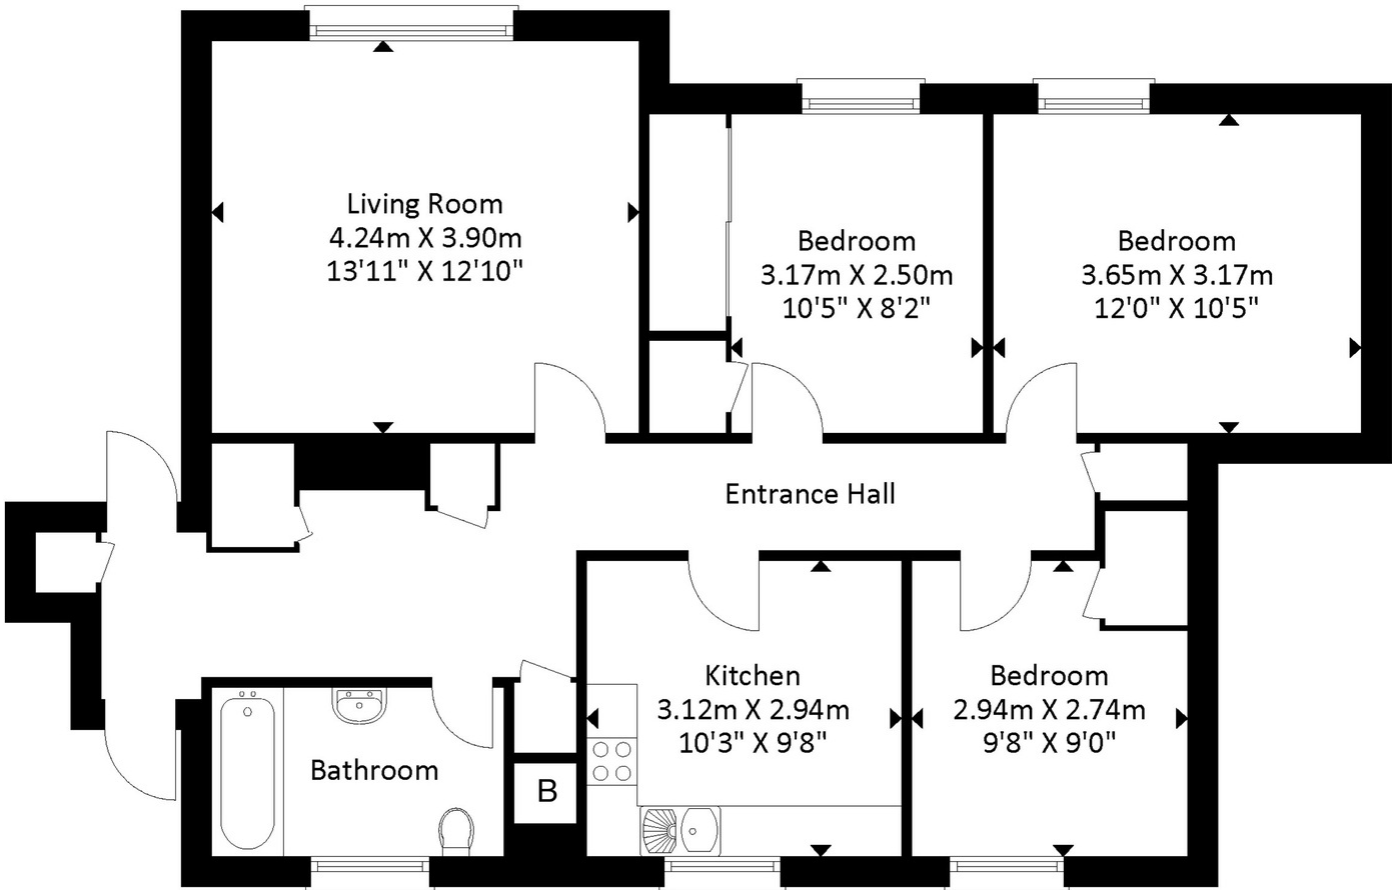 Living Room
4.24m X 3.90m
13'11" X 12'10"
Bedroom
3.17m X 2.50m
10'5" X 8'2"
Bedroom
3.65m X 3.17m
12'0" X 10'5"
Entrance Hall
Kitchen
3.12m X 2.94m
10'3" X 9'8"
Bedroom
2.94m X 2.74m
9'8" X 9'0"
Bathroom
B